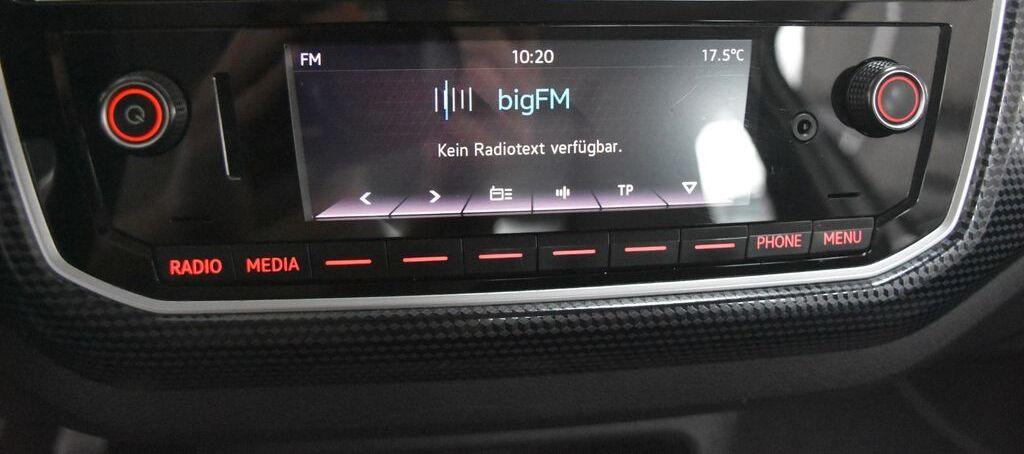 FM 10:20 17.5°C
bigFM
Kein Radiotext verfügbar.
< > TP
RADIO MEDIA PHONE MENU